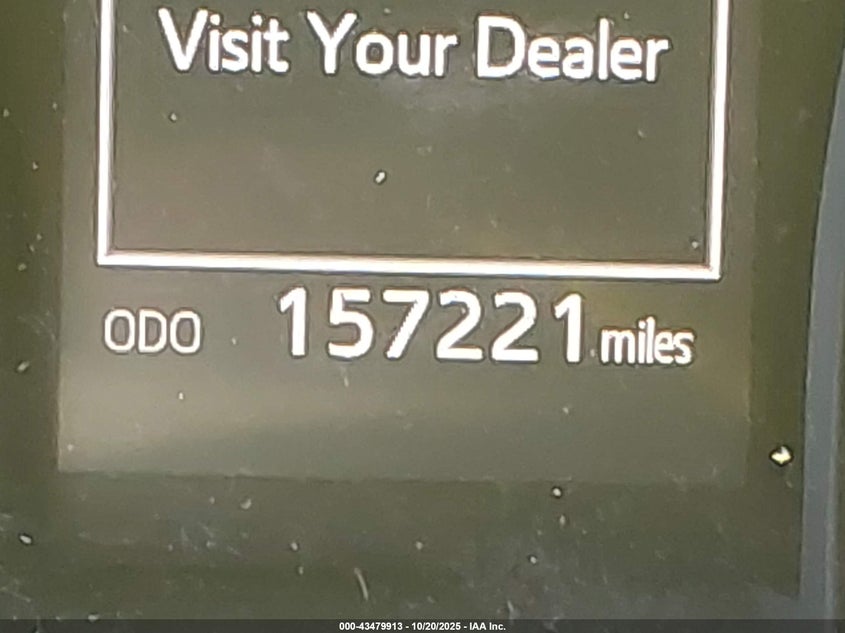 Visit Your Dealer
ODO 157221 miles
000-43479913 - 10/20/2025 - IAA Inc.